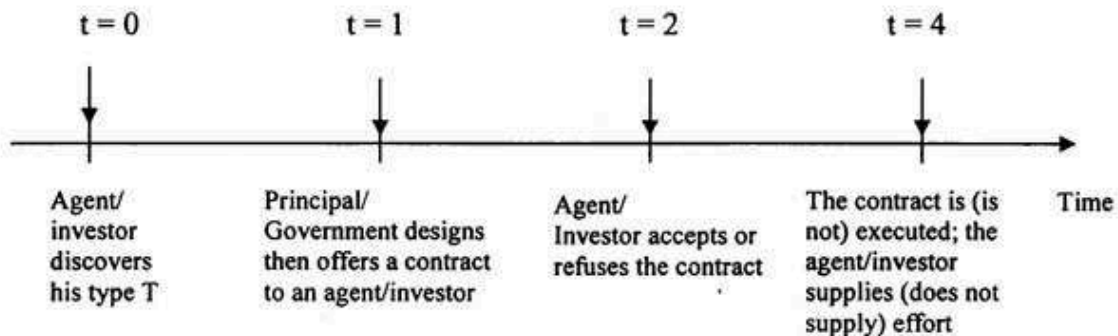 t = 0
t = 1
t = 2
t = 4
Agent/
investor
discovers
his type T
Principal/
Government designs
then offers a contract
to an agent/investor
Agent/
Investor accepts or
refuses the contract
The contract is (is
not) executed; the
agent/investor
supplies (does not
supply) effort
Time